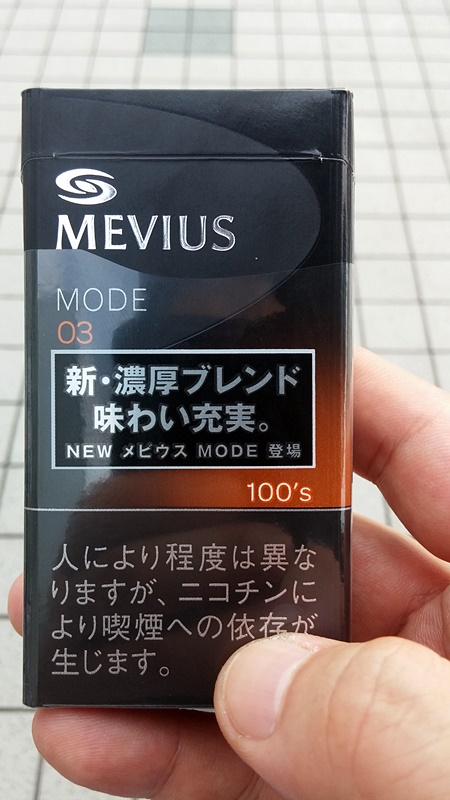 MEVIUS
MODE
03
新・濃厚ブレンド
味わい充実。
NEW メビウス MODE 登場
100's
人により程度は異な
りますが、ニコチンに
より喫煙への依存が
生じます。